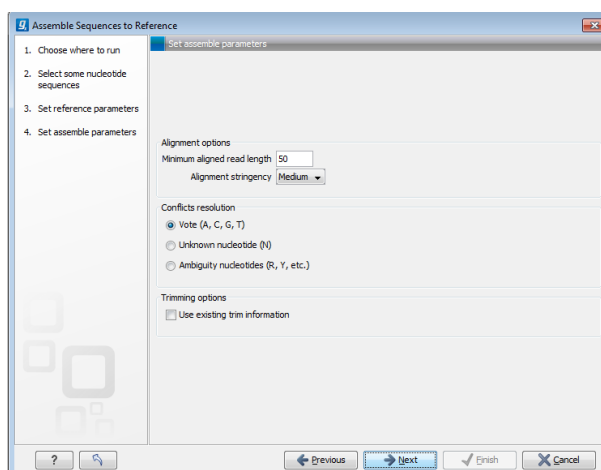 Assemble Sequences to Reference
1. Choose where to run
2. Select some nucleotide
sequences
3. Set reference parameters
4. Set assemble parameters
Set assemble parameters
Alignment options
Minimum aligned read length 50
Alignment stringency Medium
Conflicts resolution
Vote (A, C, G, T)
Unknown nucleotide (N)
Ambiguity nucleotides (R, Y, etc.)
Trimming options
Use existing trim information
? Previous Next Finish Cancel